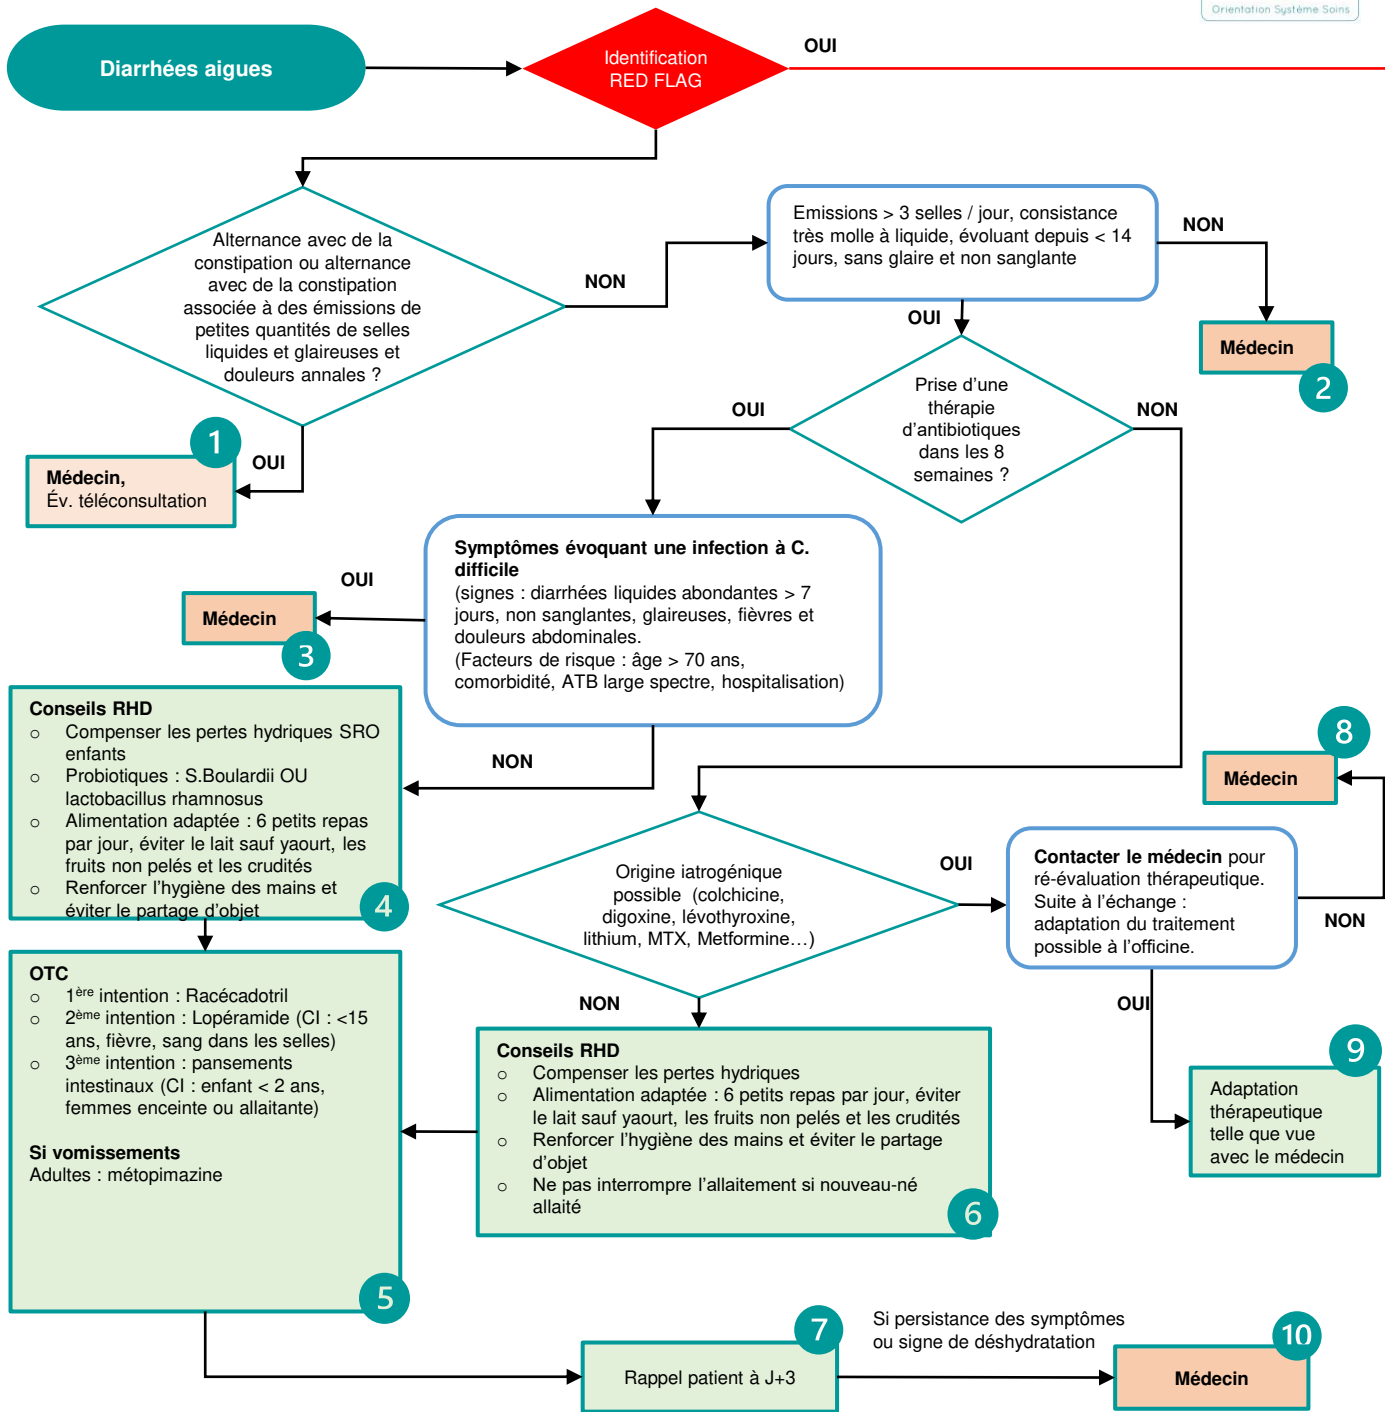 Orientation Système Soins
Diarrhées aigues
Identification
RED FLAG
OUI
Alternance avec de la
constipation ou alternance
avec de la constipation
associée à des émissions de
petites quantités de selles
liquides et glaireuses et
douleurs annales ?
NON
Emissions > 3 selles / jour, consistance
très molle à liquide, évoluant depuis < 14
jours, sans glaire et non sanglante
NON
OUI
Médecin
2
Prise d’une
thérapie
d’antibiotiques
dans les 8
semaines ?
OUI
NON
1
OUI
Médecin,
Év. téléconsultation
Symptômes évoquant une infection à C.
difficile
(signes : diarrhées liquides abondantes > 7
jours, non sanglantes, glaireuses, fièvres et
douleurs abdominales.
(Facteurs de risque : âge > 70 ans,
comorbidité, ATB large spectre, hospitalisation)
OUI
Médecin
3
NON
Conseils RHD
o Compenser les pertes hydriques SRO
enfants
o Probiotiques : S.Boulardii OU
lactobacillus rhamnosus
o Alimentation adaptée : 6 petits repas
par jour, éviter le lait sauf yaourt, les
fruits non pelés et les crudités
o Renforcer l’hygiène des mains et
éviter le partage d’objet
4
8
Médecin
Origine iatrogénique
possible (colchicine,
digoxine, lévothyroxine,
lithium, MTX, Metformine…)
OUI
Contacter le médecin pour
ré-évaluation thérapeutique.
Suite à l’échange :
adaptation du traitement
possible à l’officine.
NON
OUI
NON
OTC
o 1ère intention : Racécadotril
o 2ème intention : Lopéramide (CI : <15
ans, fièvre, sang dans les selles)
o 3ème intention : pansements
intestinaux (CI : enfant < 2 ans,
femmes enceinte ou allaitante)
Si vomissements
Adultes : métopimazine
5
Conseils RHD
o Compenser les pertes hydriques
o Alimentation adaptée : 6 petits repas par jour, éviter
le lait sauf yaourt, les fruits non pelés et les crudités
o Renforcer l’hygiène des mains et éviter le partage
d’objet
o Ne pas interrompre l’allaitement si nouveau-né
allaité
6
9
Adaptation
thérapeutique
telle que vue
avec le médecin
7
Rappel patient à J+3
Si persistance des symptômes
ou signe de déshydratation
10
Médecin